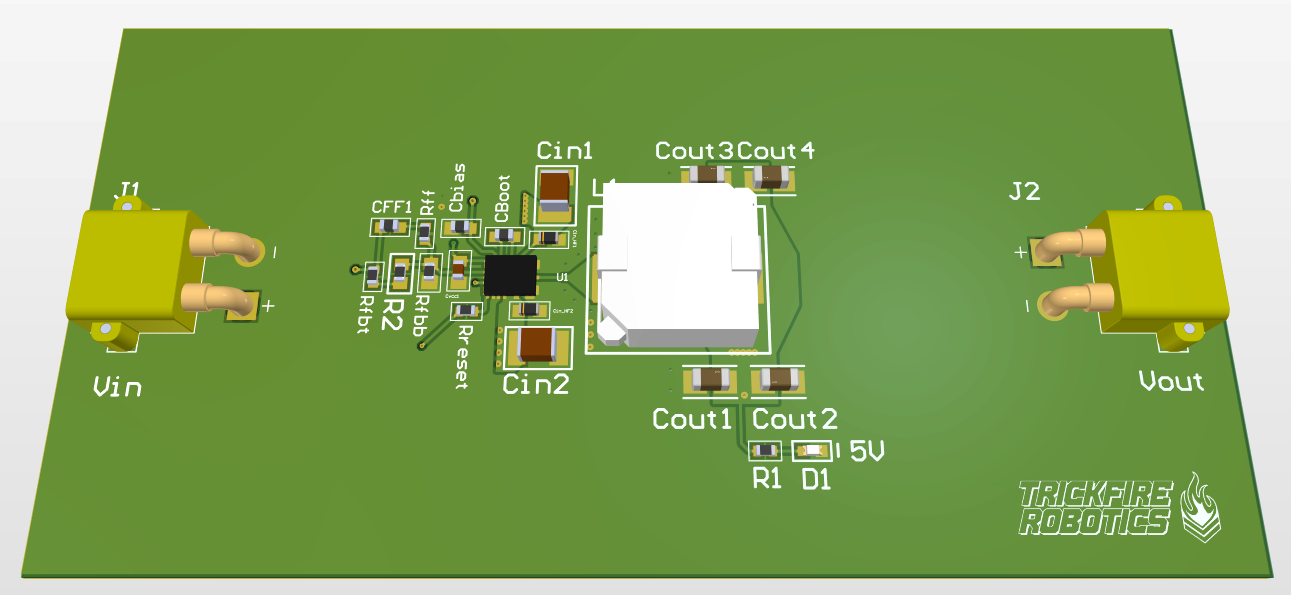 Cin1
Cout3
Cout4
J1
L1
J2
Cbias
CBoot
CFF1
Rff
−
+
U1
+
−
Rfbt
R2
Rfbb
Rreset
Cin2
Vin
Vout
Cout1
Cout2
5V
R1
D1
TRICKFIRE
ROBOTICS